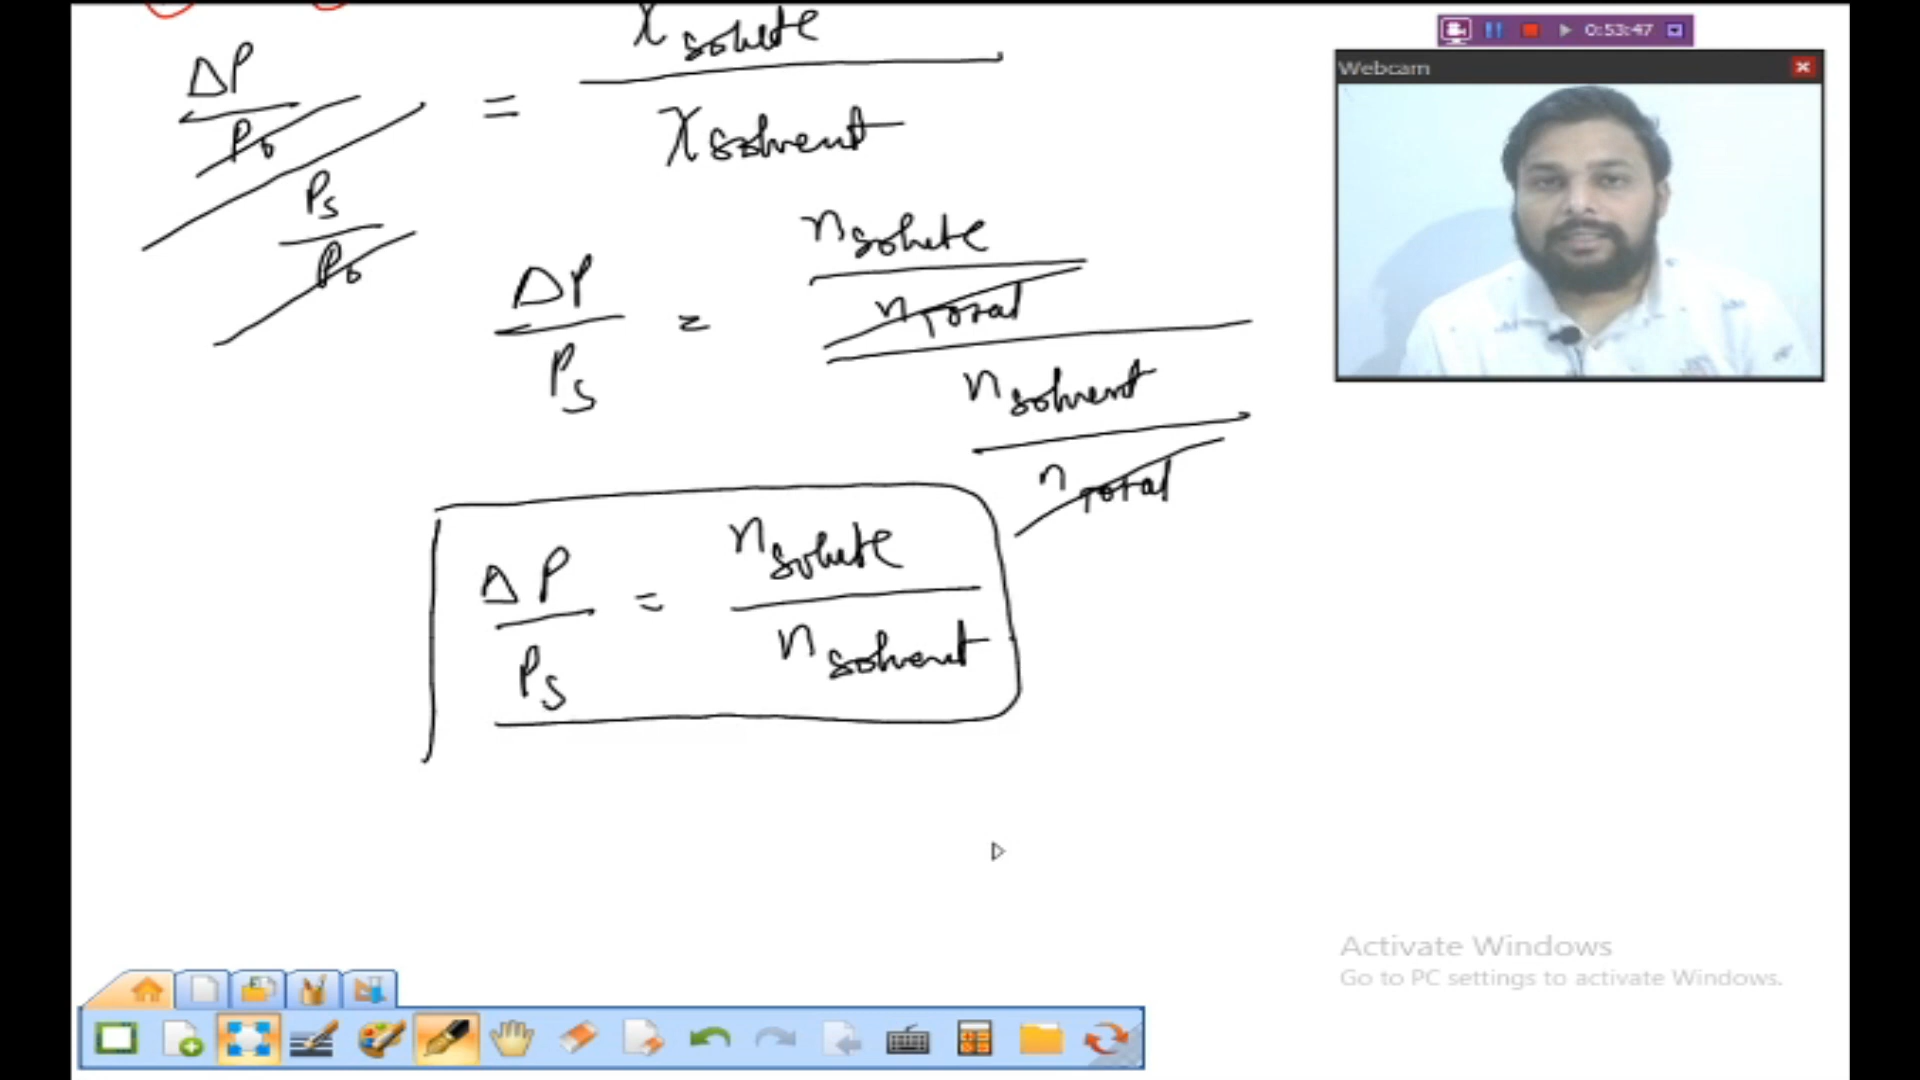 0:53:47
Webcam
ΔP/P₀ / Pₛ/P₀ = X solute / X solvent
ΔP/Pₛ = n solute / n Total / n solvent / n Total
ΔP/Pₛ = n solute / n solvent
Activate Windows
Go to PC settings to activate Windows.